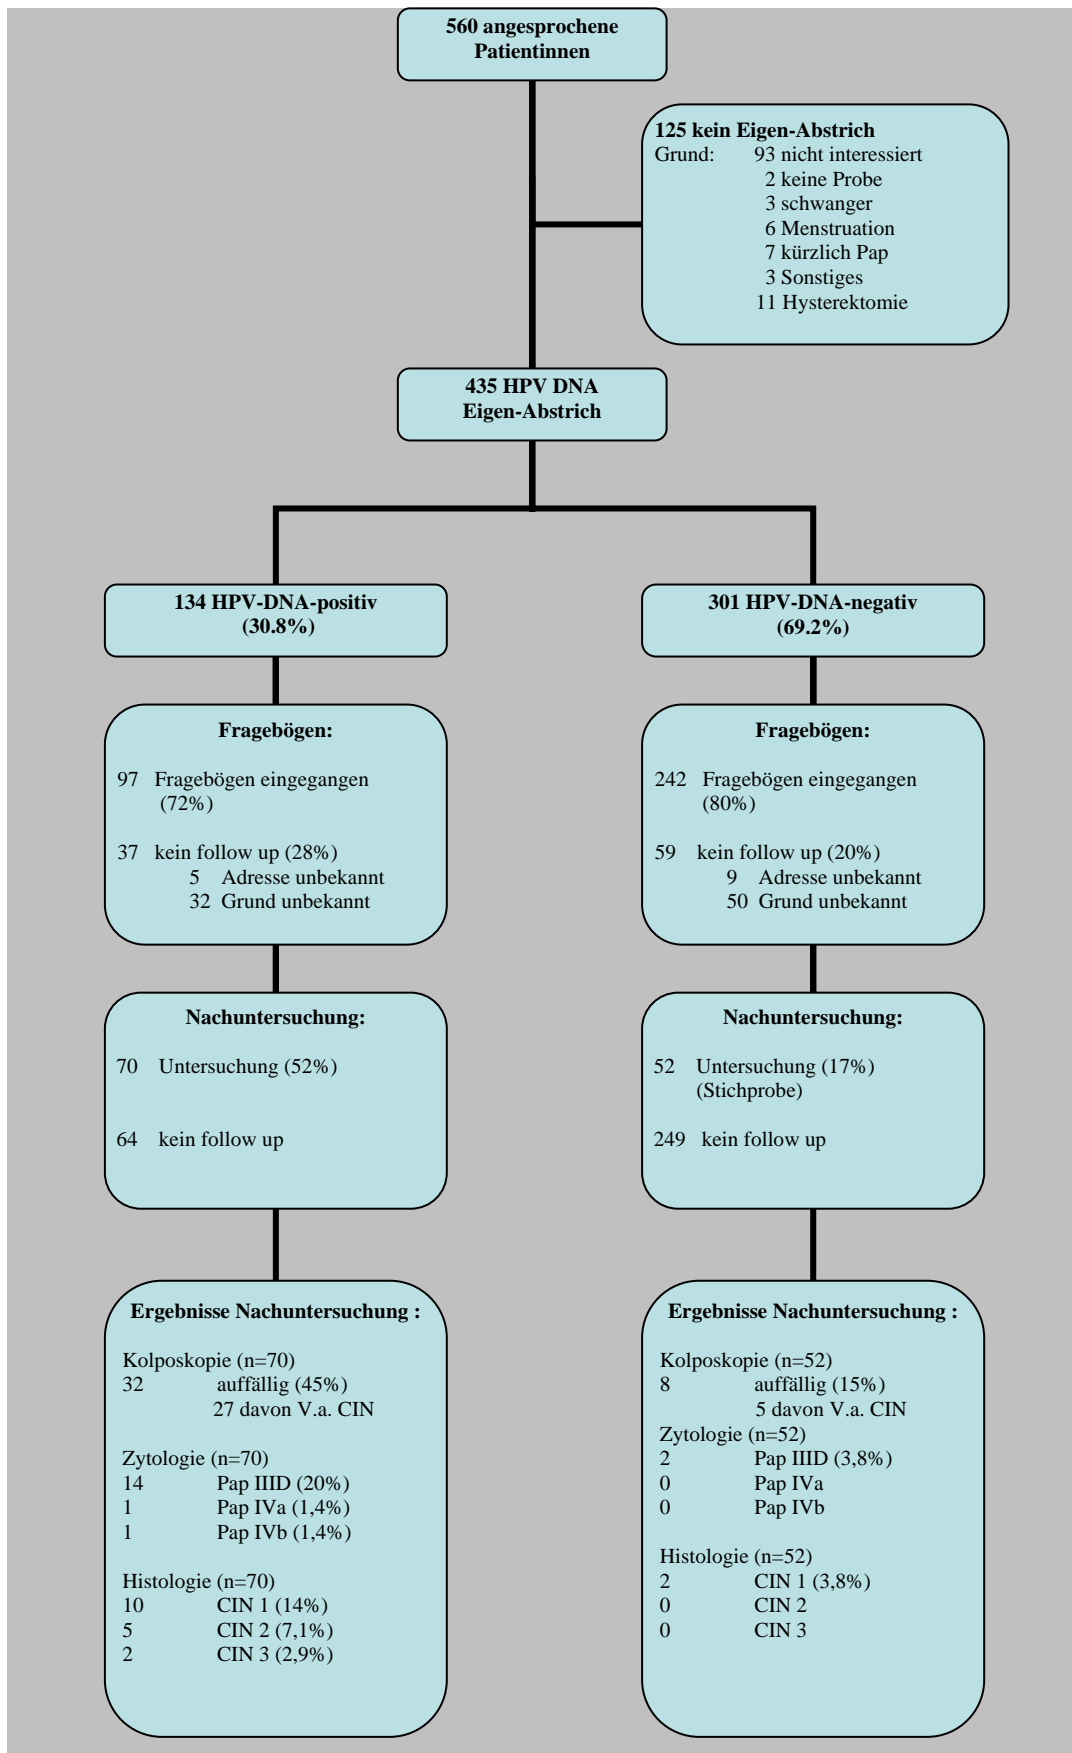 560 angesprochene
Patientinnen
125 kein Eigen-Abstrich
Grund: 93 nicht interessiert
2 keine Probe
3 schwanger
6 Menstruation
7 kürzlich Pap
3 Sonstiges
11 Hysterektomie
435 HPV DNA
Eigen-Abstrich
134 HPV-DNA-positiv
(30.8%)
301 HPV-DNA-negativ
(69.2%)
Fragebögen:
97 Fragebögen eingegangen
(72%)
37 kein follow up (28%)
5 Adresse unbekannt
32 Grund unbekannt
Fragebögen:
242 Fragebögen eingegangen
(80%)
59 kein follow up (20%)
9 Adresse unbekannt
50 Grund unbekannt
Nachuntersuchung:
70 Untersuchung (52%)
64 kein follow up
Nachuntersuchung:
52 Untersuchung (17%)
(Stichprobe)
249 kein follow up
Ergebnisse Nachuntersuchung :
Kolposkopie (n=70)
32 auffällig (45%)
27 davon V.a. CIN
Zytologie (n=70)
14 Pap IIID (20%)
1 Pap IVa (1,4%)
1 Pap IVb (1,4%)
Histologie (n=70)
10 CIN 1 (14%)
5 CIN 2 (7,1%)
2 CIN 3 (2,9%)
Ergebnisse Nachuntersuchung :
Kolposkopie (n=52)
8 auffällig (15%)
5 davon V.a. CIN
Zytologie (n=52)
2 Pap IIID (3,8%)
0 Pap IVa
0 Pap IVb
Histologie (n=52)
2 CIN 1 (3,8%)
0 CIN 2
0 CIN 3